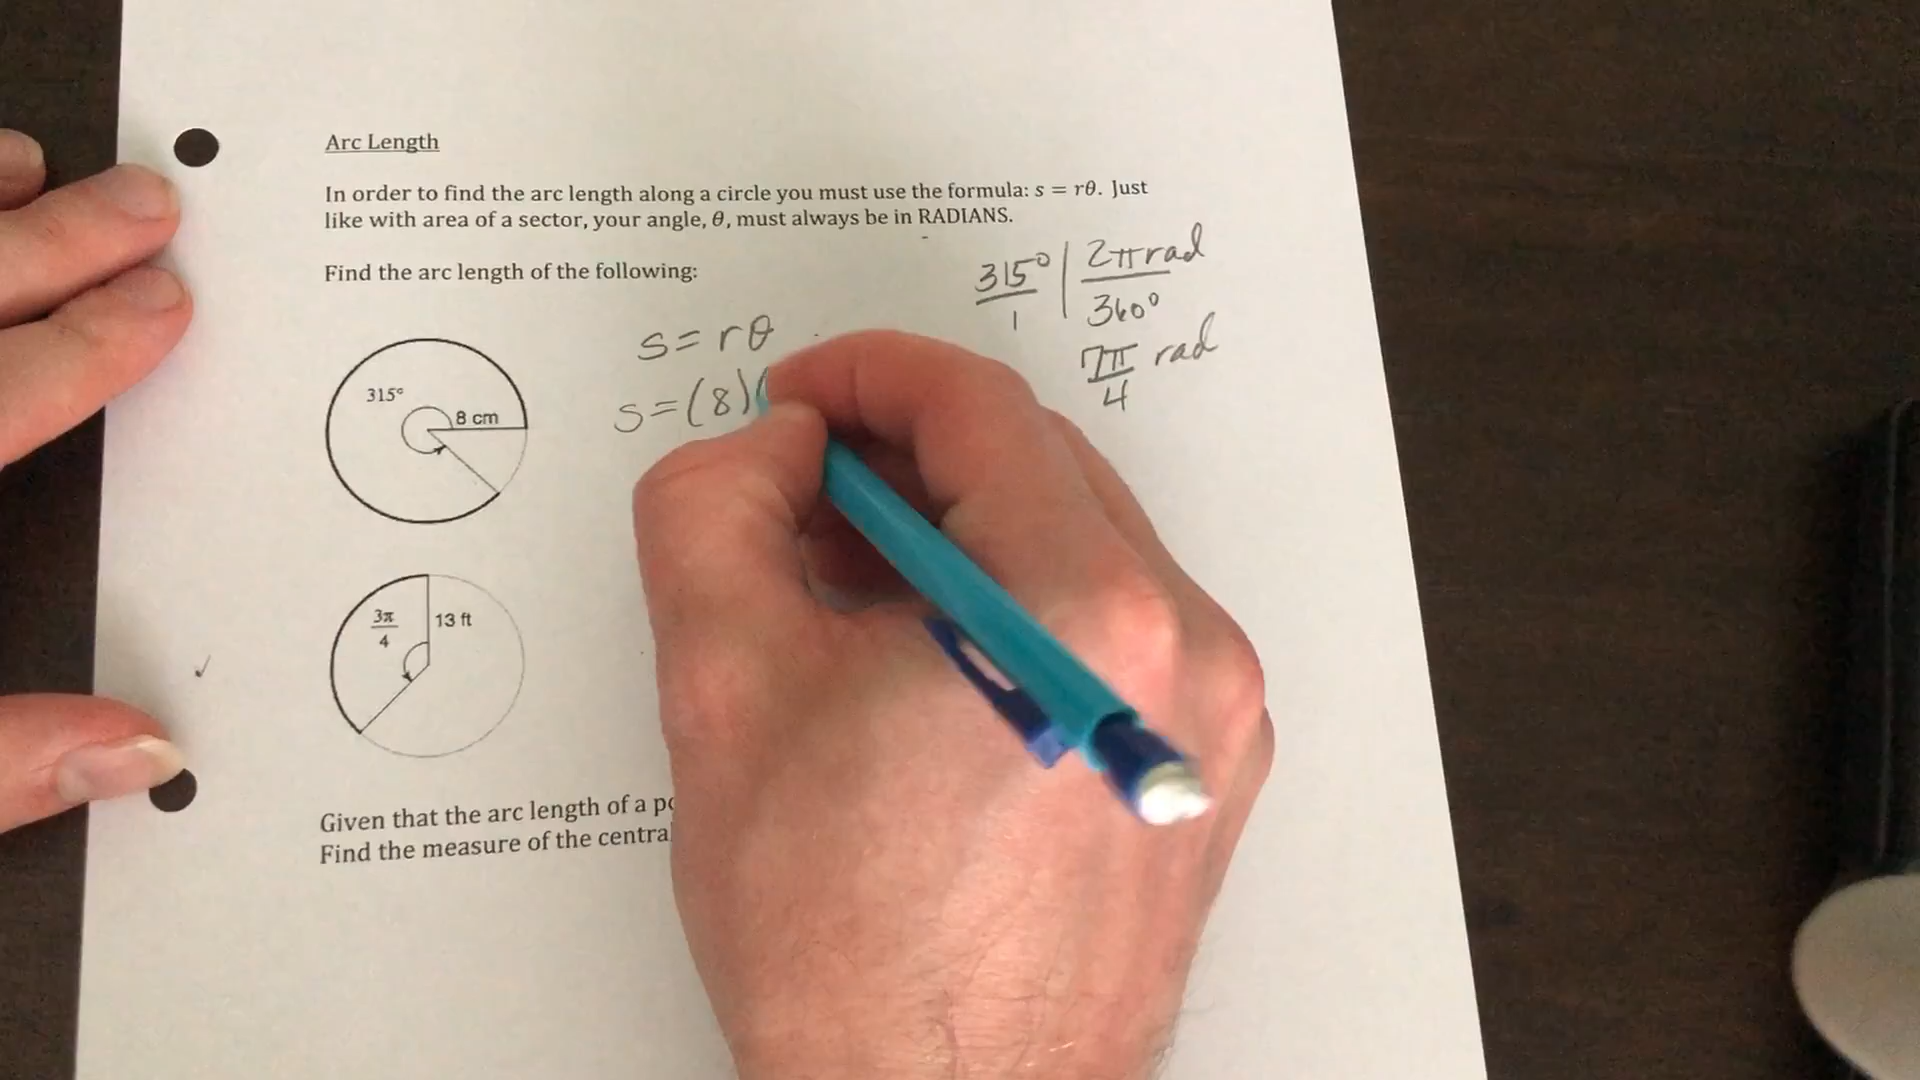 Arc Length
In order to find the arc length along a circle you must use the formula: s = rθ. Just
like with area of a sector, your angle, θ, must always be in RADIANS.
Find the arc length of the following:
315° | 2π rad
1 | 360°
7π/4 rad
s = rθ
s = (8)(
315°
8 cm
3π/4
13 ft
Given that the arc length of a
Find the measure of the